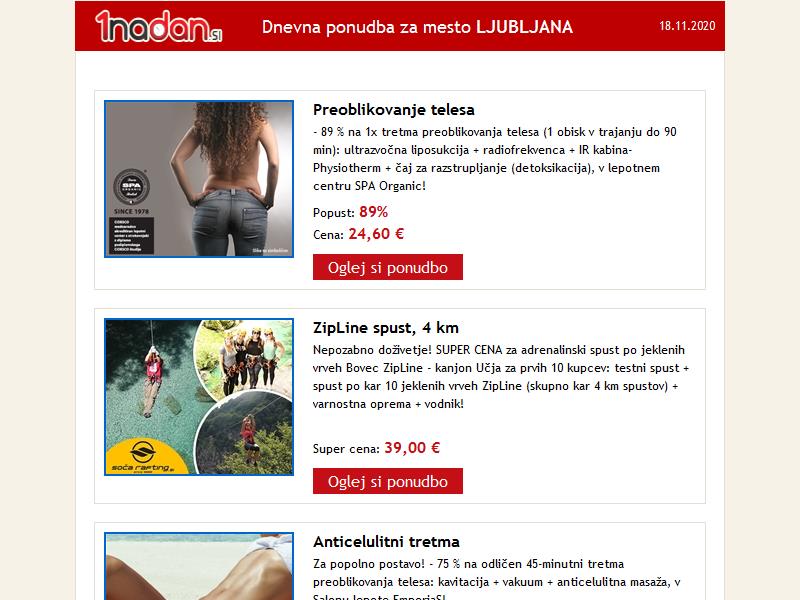 1nadan.si
Dnevna ponudba za mesto LJUBLJANA
18.11.2020
Preoblikovanje telesa
- 89 % na 1x tretma preoblikovanja telesa (1 obisk v trajanju do 90
min): ultrazvočna liposukcija + radiofrekvenca + IR kabina-
Physiotherm + čaj za razstrupljanje (detoksikacija), v lepotnem
centru SPA Organic!
Popust: 89%
Cena: 24,60 €
Oglej si ponudbo
SPA
ORGANIC
SINCE 1978
ZipLine spust, 4 km
Nepozabno doživetje! SUPER CENA za adrenalinski spust po jeklenih
vrveh Bovec ZipLine - kanjon Učja za prvih 10 kupcev: testni spust +
spust po kar 10 jeklenih vrveh ZipLine (skupno kar 4 km spustov) +
varnostna oprema + vodnik!
Super cena: 39,00 €
Oglej si ponudbo
soča rafting
Anticelulitni tretma
Za popolno postavo! - 75 % na odličen 45-minutni tretma
preoblikovanja telesa: kavitacija + vakuum + anticelulitna masaža, v
Salonu lepote EmporiaS!